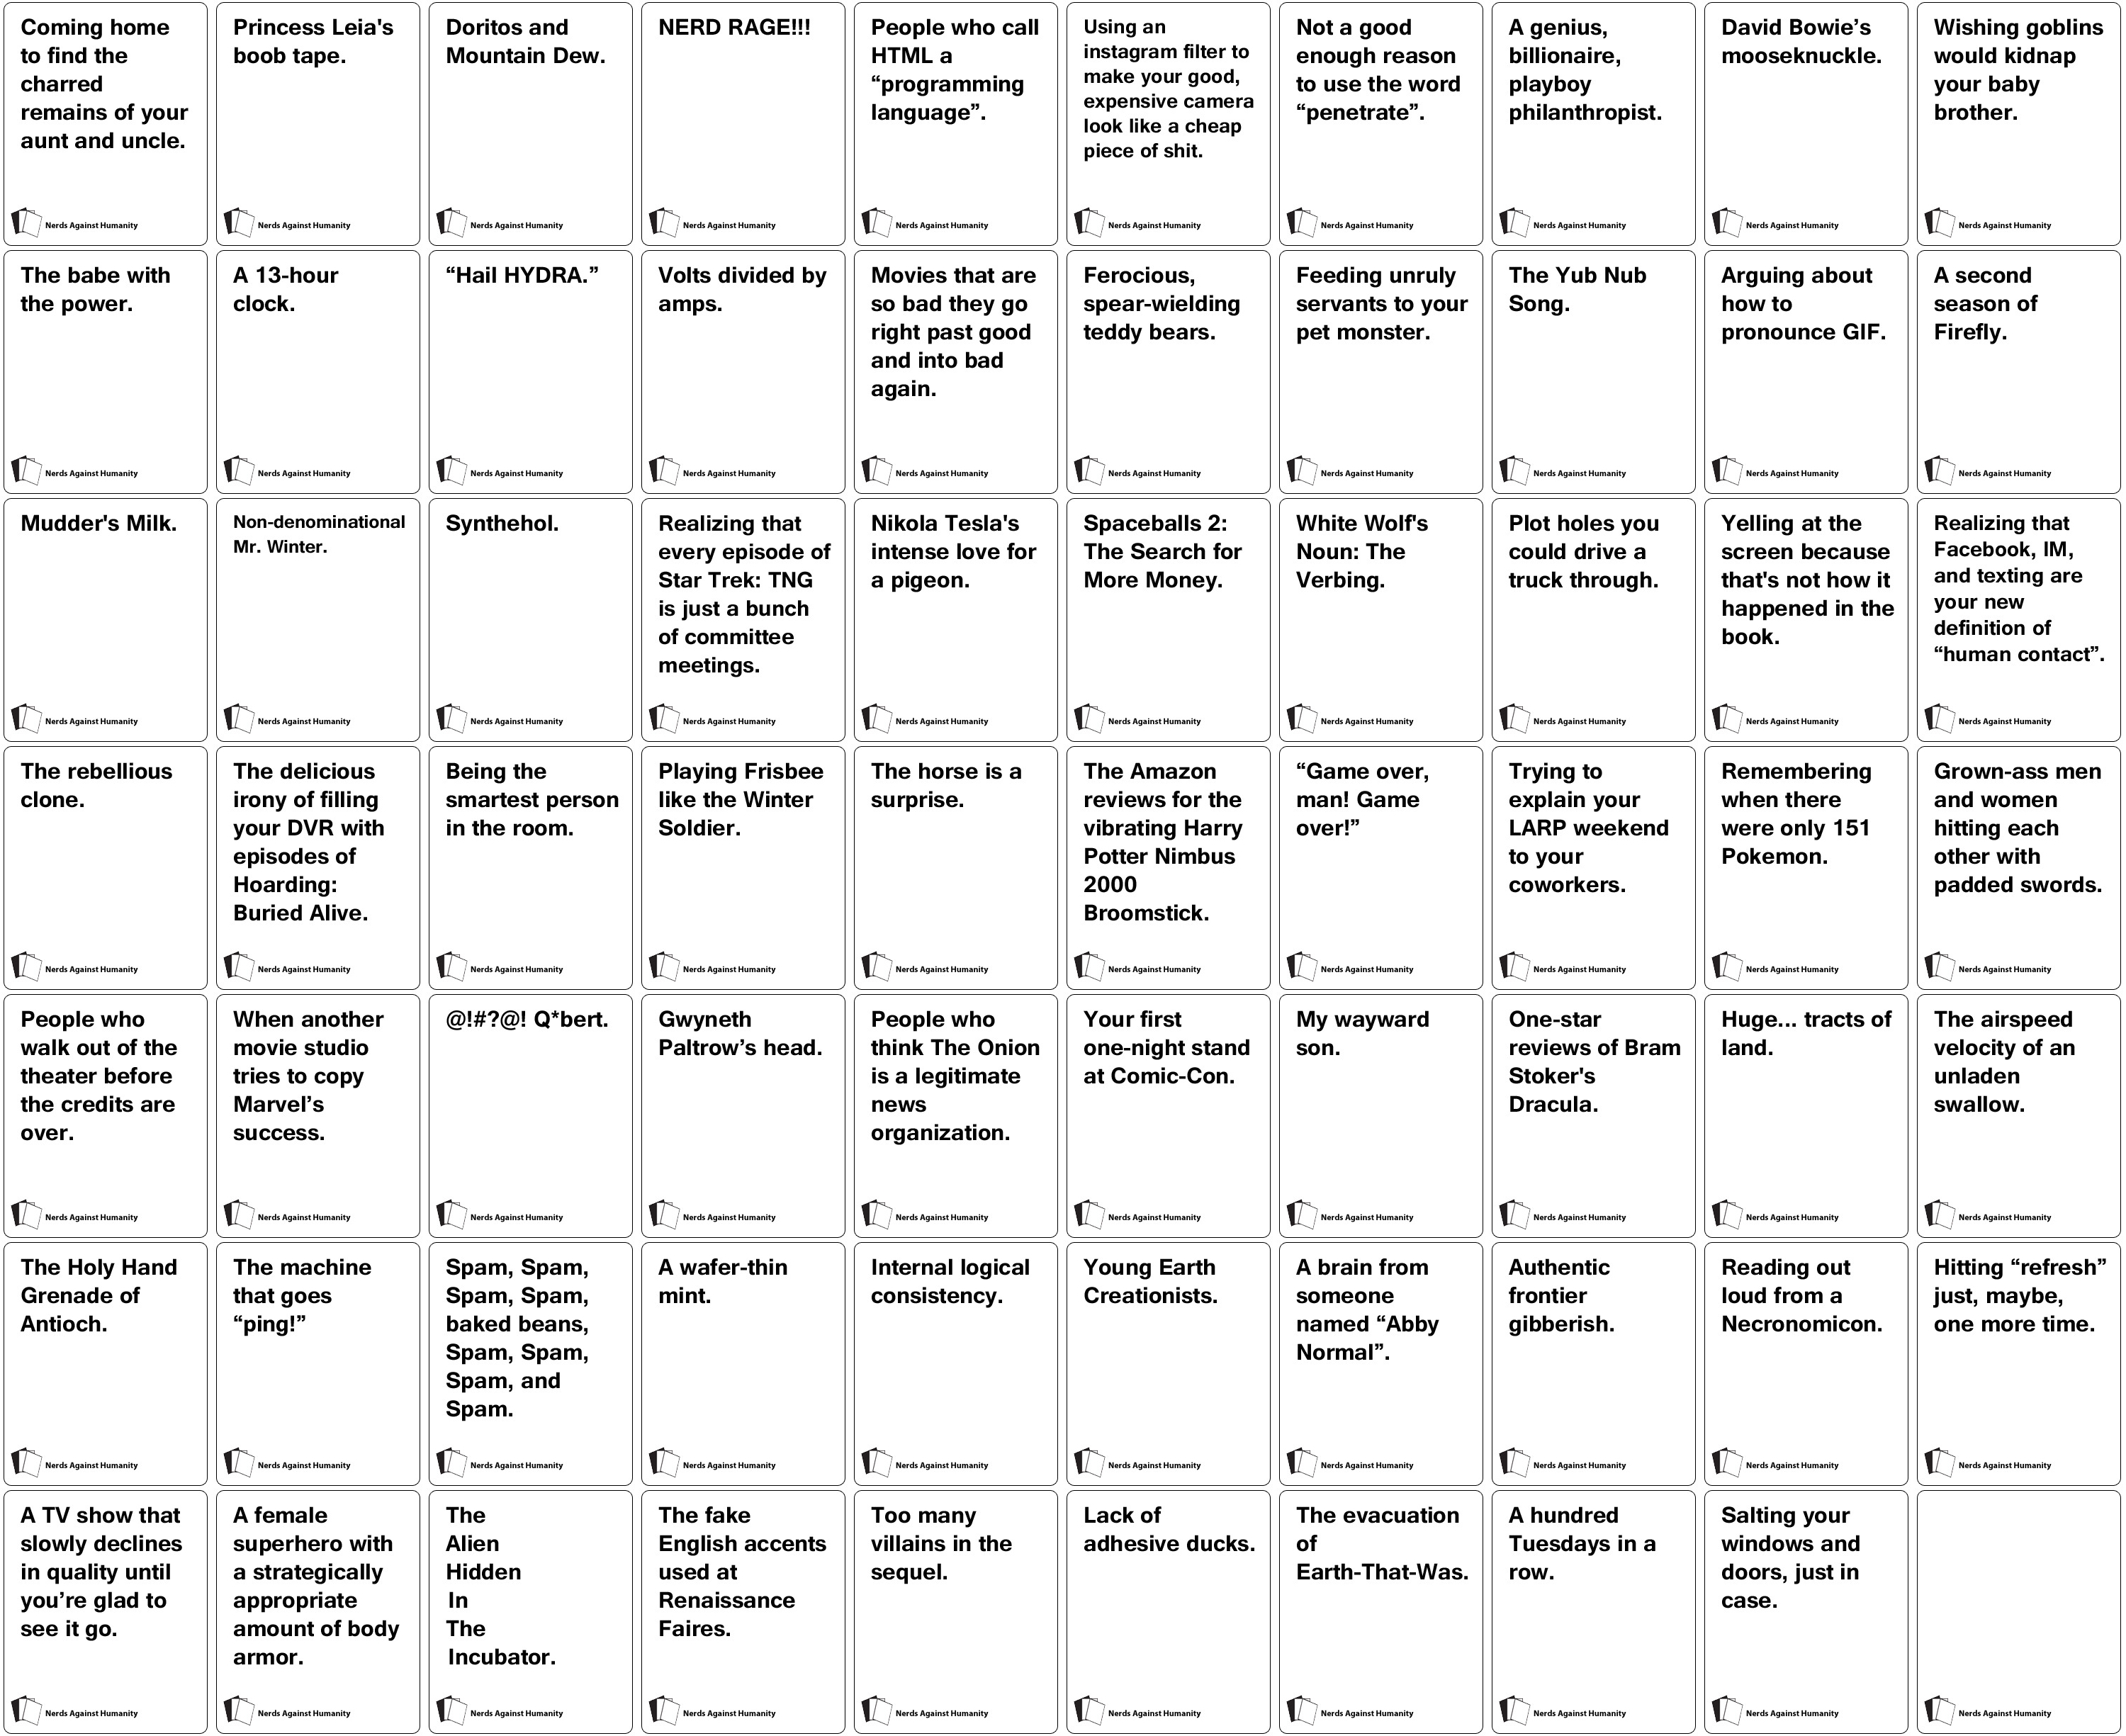 Coming home
to find the
charred
remains of your
aunt and uncle.
Nerds Against Humanity
Princess Leia's
boob tape.
Nerds Against Humanity
Doritos and
Mountain Dew.
Nerds Against Humanity
NERD RAGE!!!
Nerds Against Humanity
People who call
HTML a
“programming
language”.
Nerds Against Humanity
Using an
instagram filter to
make your good,
expensive camera
look like a cheap
piece of shit.
Nerds Against Humanity
Not a good
enough reason
to use the word
“penetrate”.
Nerds Against Humanity
A genius,
billionaire,
playboy
philanthropist.
Nerds Against Humanity
David Bowie’s
mooseknuckle.
Nerds Against Humanity
Wishing goblins
would kidnap
your baby
brother.
Nerds Against Humanity
The babe with
the power.
Nerds Against Humanity
A 13-hour
clock.
Nerds Against Humanity
“Hail HYDRA.”
Nerds Against Humanity
Volts divided by
amps.
Nerds Against Humanity
Movies that are
so bad they go
right past good
and into bad
again.
Nerds Against Humanity
Ferocious,
spear-wielding
teddy bears.
Nerds Against Humanity
Feeding unruly
servants to your
pet monster.
Nerds Against Humanity
The Yub Nub
Song.
Nerds Against Humanity
Arguing about
how to
pronounce GIF.
Nerds Against Humanity
A second
season of
Firefly.
Nerds Against Humanity
Mudder's Milk.
Nerds Against Humanity
Non-denominational
Mr. Winter.
Nerds Against Humanity
Synthehol.
Nerds Against Humanity
Realizing that
every episode of
Star Trek: TNG
is just a bunch
of committee
meetings.
Nerds Against Humanity
Nikola Tesla's
intense love for
a pigeon.
Nerds Against Humanity
Spaceballs 2:
The Search for
More Money.
Nerds Against Humanity
White Wolf's
Noun: The
Verbing.
Nerds Against Humanity
Plot holes you
could drive a
truck through.
Nerds Against Humanity
Yelling at the
screen because
that's not how it
happened in the
book.
Nerds Against Humanity
Realizing that
Facebook, IM,
and texting are
your new
definition of
“human contact”.
Nerds Against Humanity
The rebellious
clone.
Nerds Against Humanity
The delicious
irony of filling
your DVR with
episodes of
Hoarding:
Buried Alive.
Nerds Against Humanity
Being the
smartest person
in the room.
Nerds Against Humanity
Playing Frisbee
like the Winter
Soldier.
Nerds Against Humanity
The horse is a
surprise.
Nerds Against Humanity
The Amazon
reviews for the
vibrating Harry
Potter Nimbus
2000
Broomstick.
Nerds Against Humanity
“Game over,
man! Game
over!”
Nerds Against Humanity
Trying to
explain your
LARP weekend
to your
coworkers.
Nerds Against Humanity
Remembering
when there
were only 151
Pokemon.
Nerds Against Humanity
Grown-ass men
and women
hitting each
other with
padded swords.
Nerds Against Humanity
People who
walk out of the
theater before
the credits are
over.
Nerds Against Humanity
When another
movie studio
tries to copy
Marvel’s
success.
Nerds Against Humanity
@!#?@! Q*bert.
Nerds Against Humanity
Gwyneth
Paltrow’s head.
Nerds Against Humanity
People who
think The Onion
is a legitimate
news
organization.
Nerds Against Humanity
Your first
one-night stand
at Comic-Con.
Nerds Against Humanity
My wayward
son.
Nerds Against Humanity
One-star
reviews of Bram
Stoker's
Dracula.
Nerds Against Humanity
Huge... tracts of
land.
Nerds Against Humanity
The airspeed
velocity of an
unladen
swallow.
Nerds Against Humanity
The Holy Hand
Grenade of
Antioch.
Nerds Against Humanity
The machine
that goes
“ping!”
Nerds Against Humanity
Spam, Spam,
Spam, Spam,
baked beans,
Spam, Spam,
Spam, and
Spam.
Nerds Against Humanity
A wafer-thin
mint.
Nerds Against Humanity
Internal logical
consistency.
Nerds Against Humanity
Young Earth
Creationists.
Nerds Against Humanity
A brain from
someone
named “Abby
Normal”.
Nerds Against Humanity
Authentic
frontier
gibberish.
Nerds Against Humanity
Reading out
loud from a
Necronomicon.
Nerds Against Humanity
Hitting “refresh”
just, maybe,
one more time.
Nerds Against Humanity
A TV show that
slowly declines
in quality until
you’re glad to
see it go.
Nerds Against Humanity
A female
superhero with
a strategically
appropriate
amount of body
armor.
Nerds Against Humanity
The
Alien
Hidden
In
The
Incubator.
Nerds Against Humanity
The fake
English accents
used at
Renaissance
Faires.
Nerds Against Humanity
Too many
villains in the
sequel.
Nerds Against Humanity
Lack of
adhesive ducks.
Nerds Against Humanity
The evacuation
of
Earth-That-Was.
Nerds Against Humanity
A hundred
Tuesdays in a
row.
Nerds Against Humanity
Salting your
windows and
doors, just in
case.
Nerds Against Humanity
Nerds Against Humanity